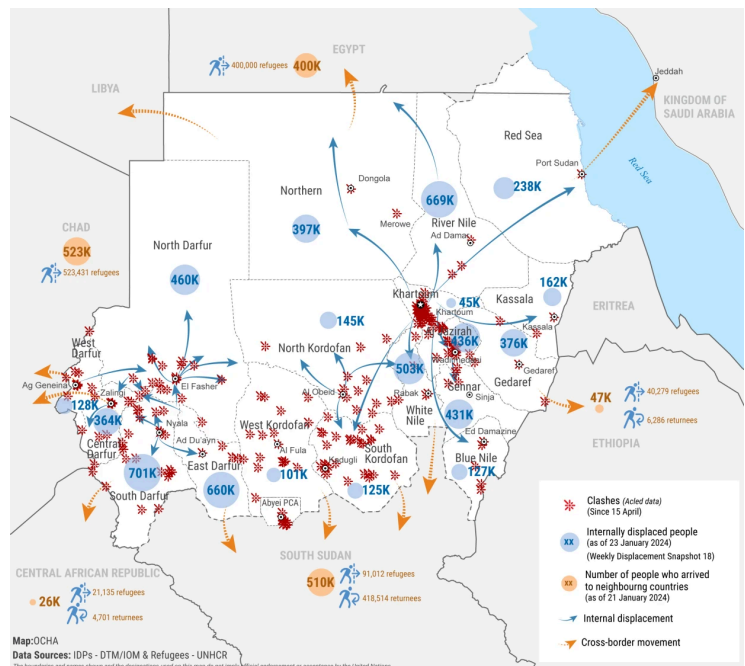 EGYPT
400,000 refugees
400K
LIBYA
Jeddah
KINGDOM OF
SAUDI ARABIA
Red Sea
Red Sea
Port Sudan
238K
Northern
Dongola
397K
669K
Merowe
River Nile
Ad Damar
CHAD
523K
523,431 refugees
North Darfur
460K
Khartoum
Khartoum
45K
Kassala
162K
Kassala
ERITREA
145K
North Kordofan
436K
376K
Gedaref
Gedaref
West
Darfur
Ag Geneina
128K
Zalingi
364K
El Fasher
Al Obeid
503K
Rabak
White
Nile
Sennar
Sinja
431K
47K
40,279 refugees
6,286 returnees
ETHIOPIA
Central
Darfur
Nyala
Ad Du'ayn
701K
South Darfur
East Darfur
660K
West Kordofan
Al Fula
101K
Abyei PCA
Kadugli
South
Kordofan
125K
Ed Damazine
Blue Nile
127K
SOUTH SUDAN
510K
91,012 refugees
418,514 returnees
CENTRAL AFRICAN REPUBLIC
26K
21,135 refugees
4,701 returnees
Clashes (Acled data)
(Since 15 April)
xx
Internally displaced people
(as of 23 January 2024)
(Weekly Displacement Snapshot 18)
xx
Number of people who arrived
to neighbourng countries
(as of 21 January 2024)
Internal displacement
Cross-border movement
Map:OCHA
Data Sources: IDPs - DTM/IOM & Refugees - UNHCR